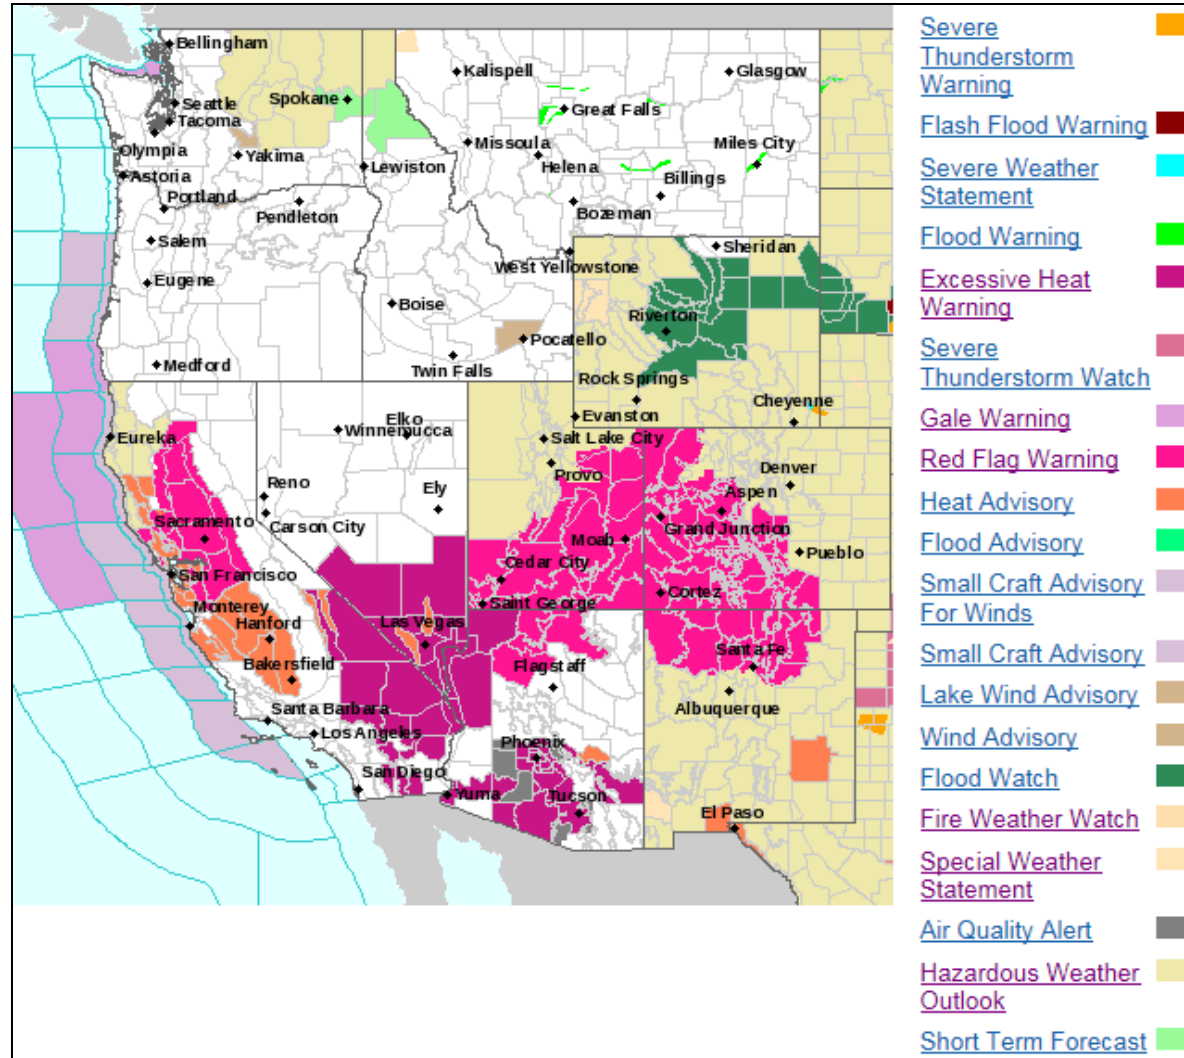 Bellingham
Kalispell
Glasgow
Spokane
Seattle
Great Falls
Tacoma
Olympia
Missoula
Miles City
Yakima
Helena
Lewiston
Astoria
Billings
Portland
Pendleton
Bozeman
Salem
Sheridan
West Yellowstone
Eugene
Boise
Riverton
Pocatello
Medford
Twin Falls
Rock Springs
Cheyenne
Evanston
Elko
Winnemucca
Eureka
Salt Lake City
Provo
Denver
Reno
Ely
Aspen
Sacramento
Carson City
Grand Junction
Moab
Pueblo
Cedar City
San Francisco
Cortez
Monterey
Saint George
Hanford
Las Vegas
Santa Fe
Bakersfield
Flagstaff
Santa Barbara
Albuquerque
Los Angeles
Phoenix
San Diego
Yuma
Tucson
El Paso
Severe
Thunderstorm
Warning
Flash Flood Warning
Severe Weather
Statement
Flood Warning
Excessive Heat
Warning
Severe
Thunderstorm Watch
Gale Warning
Red Flag Warning
Heat Advisory
Flood Advisory
Small Craft Advisory
For Winds
Small Craft Advisory
Lake Wind Advisory
Wind Advisory
Flood Watch
Fire Weather Watch
Special Weather
Statement
Air Quality Alert
Hazardous Weather
Outlook
Short Term Forecast